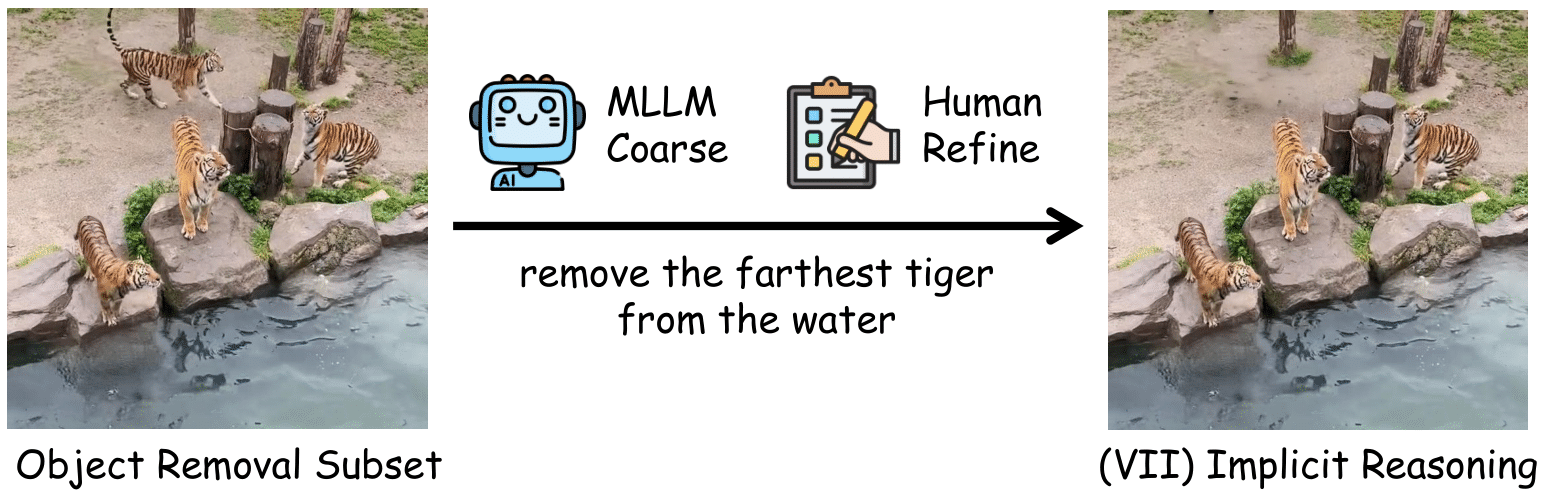 MLLM
Coarse
AI
Human
Refine
remove the farthest tiger
from the water
Object Removal Subset
(VII) Implicit Reasoning